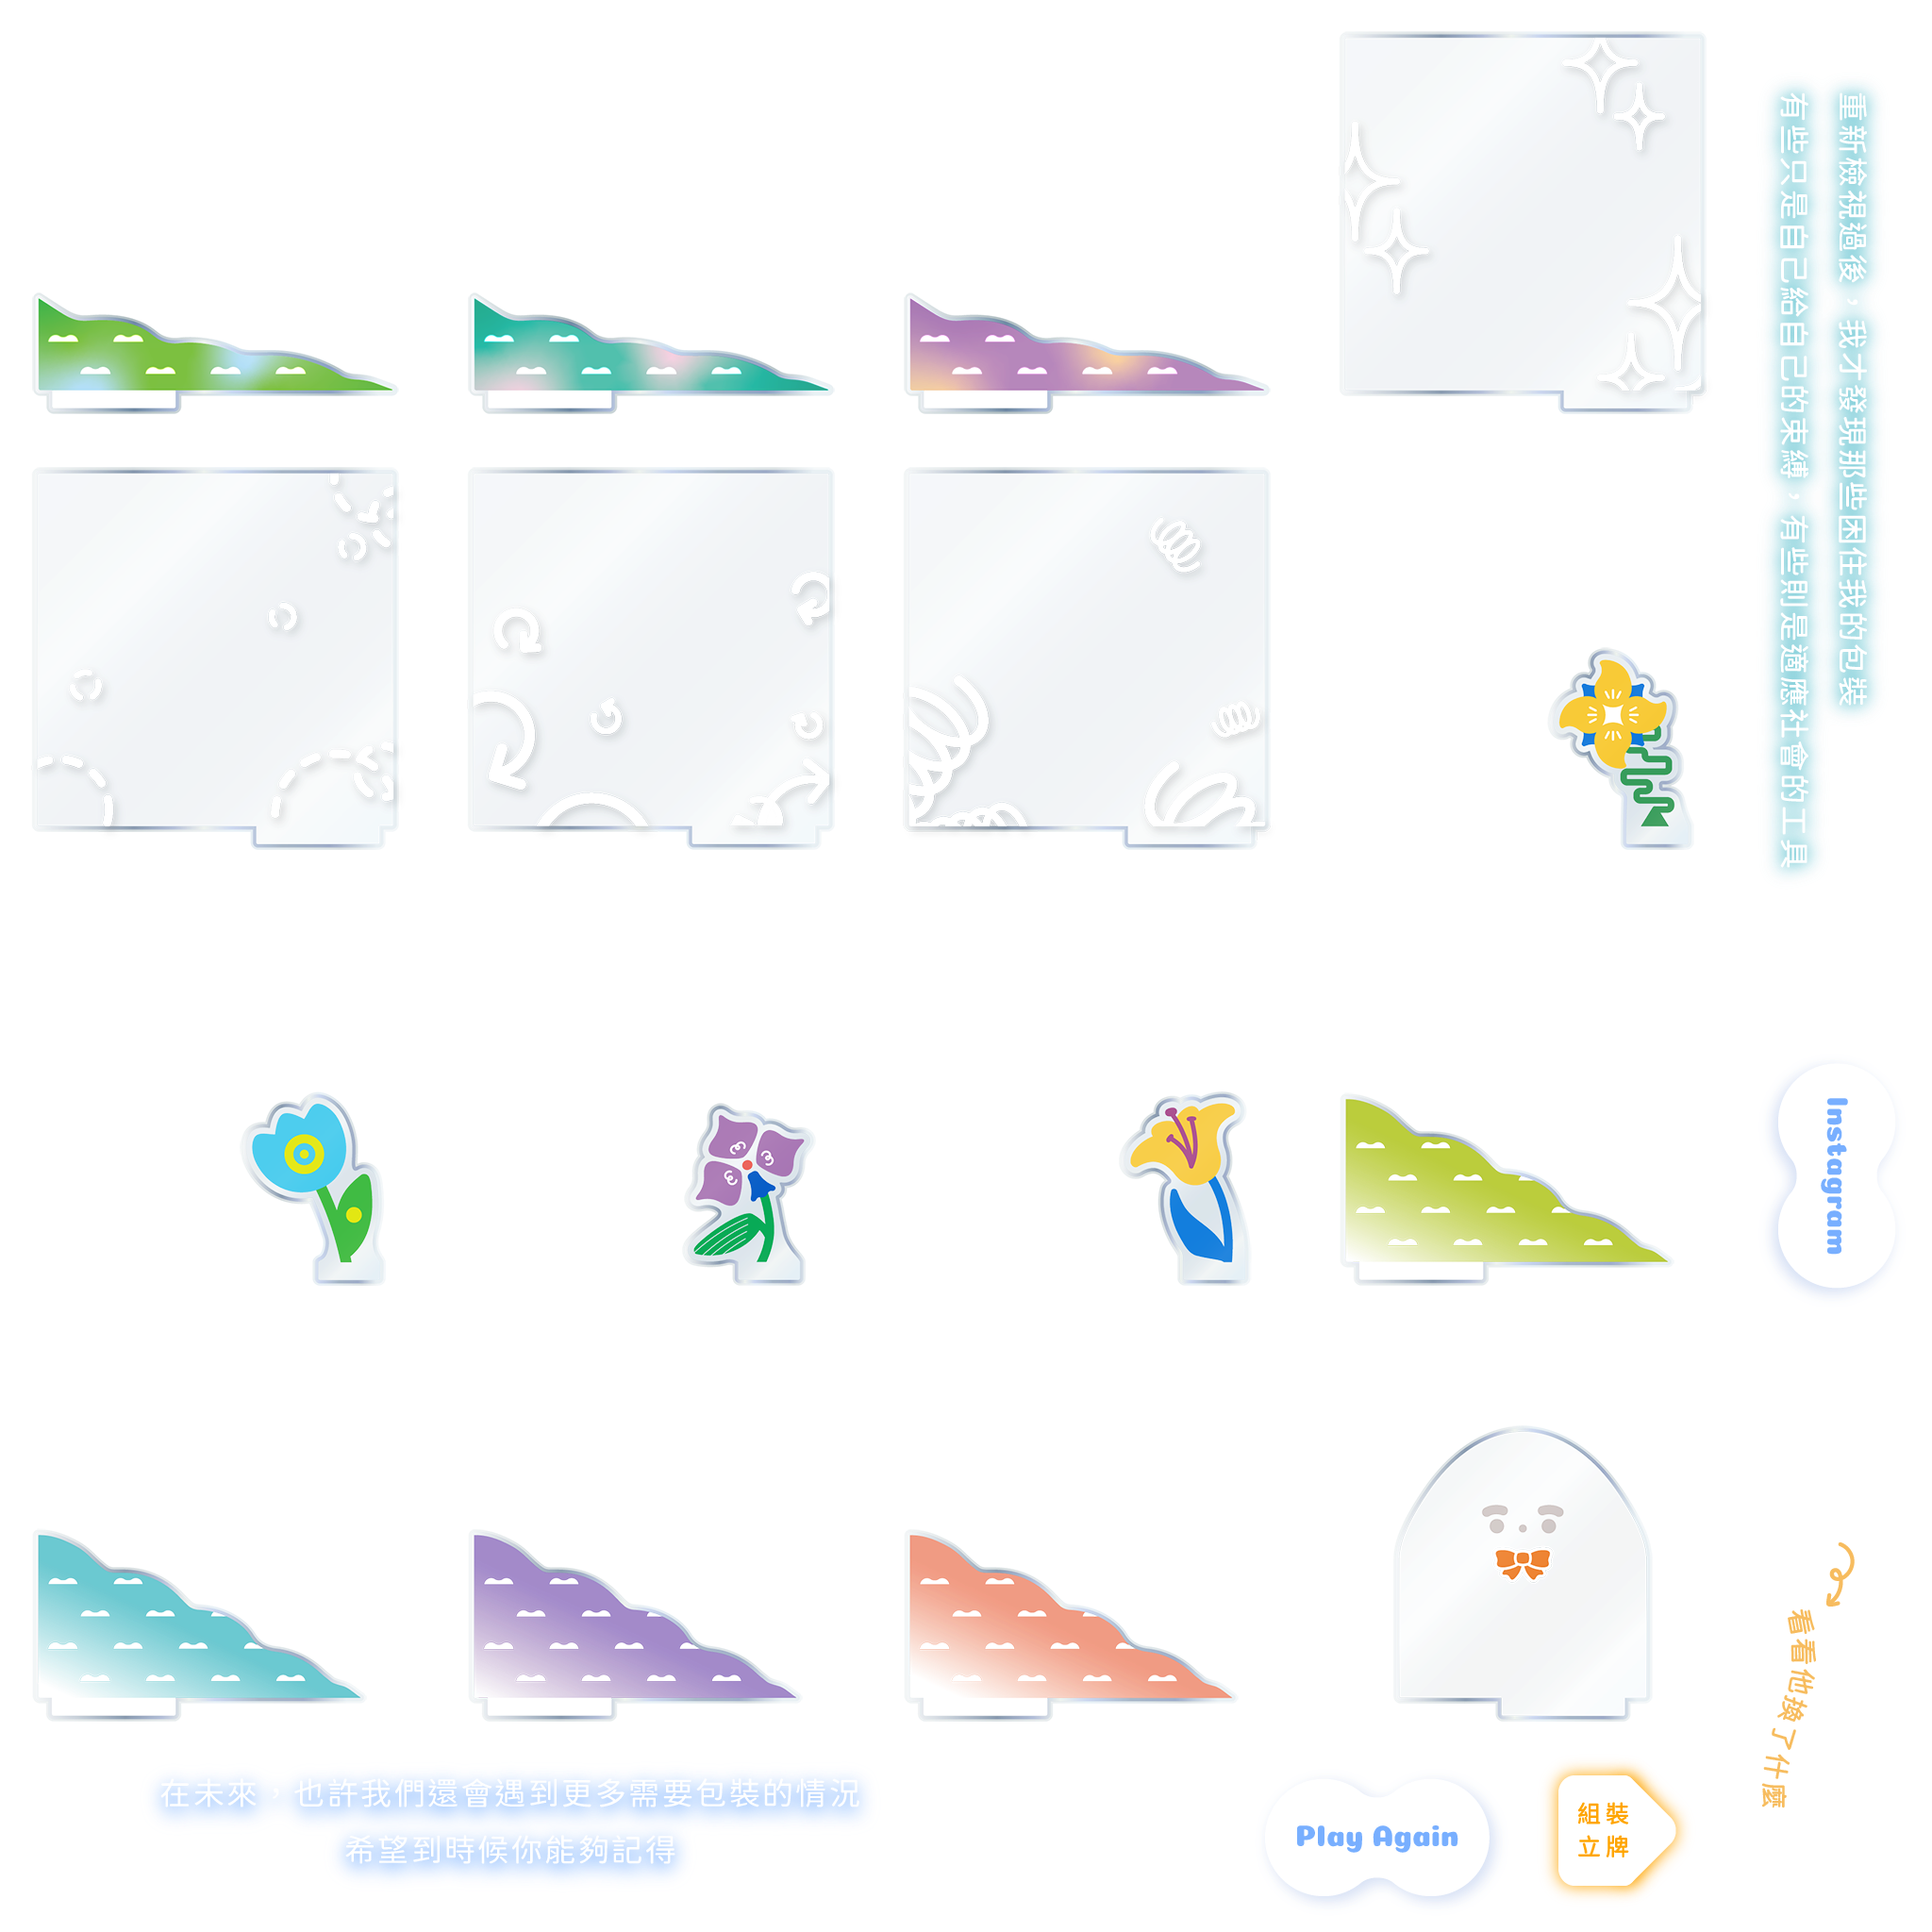 重新檢視過後，我才發現那些困住我的包裝
有些只是自己給自己的束縛，有些則是適應社會的工具
Instagram
看看他換了什麼
在未來，也許我們還會遇到更多需要包裝的情況
希望到時候你能夠記得
Play Again
組裝
立牌